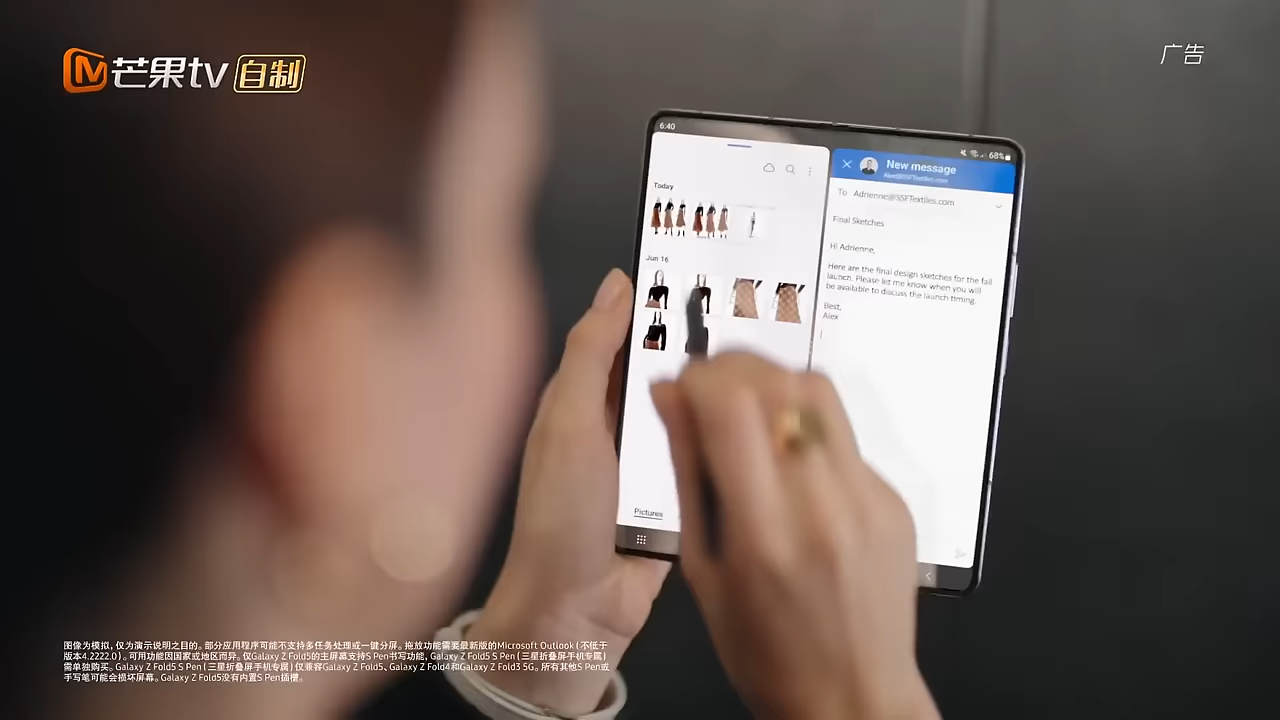 芒果tv 自制
广告
6:40
68%
Today
Jun 16
Pictures
New message
Alex@SSFTextiles.com
To Adrienne@SSFTextiles.com
Final Sketches
Hi Adrienne,
Here are the final design sketches for the fall
launch. Please let me know when you will
be available to discuss the launch timing.
Best,
Alex
图像为模拟，仅为演示说明之目的。部分应用程序可能不支持多任务处理或一键分屏。拖放功能需要最新版的Microsoft Outlook（不低于
版本4.2222.0）。可用功能因国家或地区而异。仅Galaxy Z Fold5的主屏幕支持S Pen书写功能，Galaxy Z Fold5 S Pen（三星折叠屏手机专属）
需单独购买。Galaxy Z Fold5 S Pen（三星折叠屏手机专属）仅兼容Galaxy Z Fold5、Galaxy Z Fold4和Galaxy Z Fold3 5G。所有其他S Pen或
手写笔可能会损坏屏幕。Galaxy Z Fold5没有内置S Pen插槽。